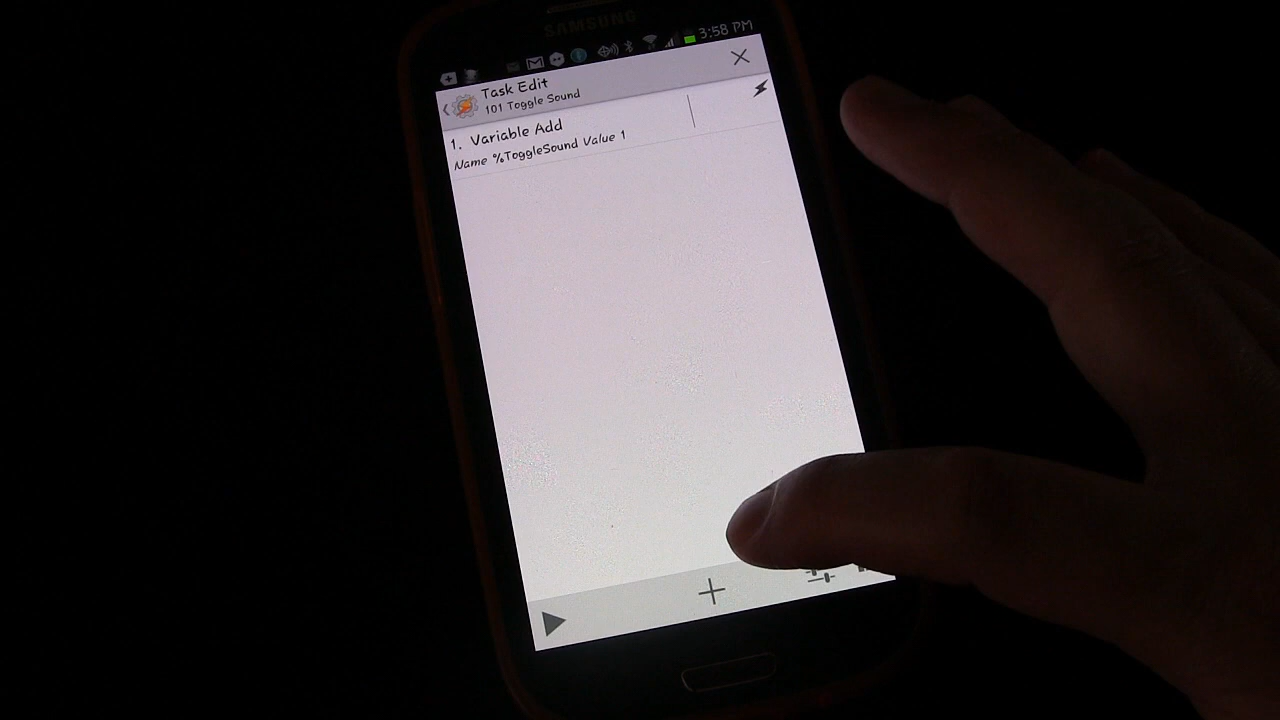 SAMSUNG
3:58 PM
Task Edit
101 Toggle Sound
1. Variable Add
Name %ToggleSound Value 1